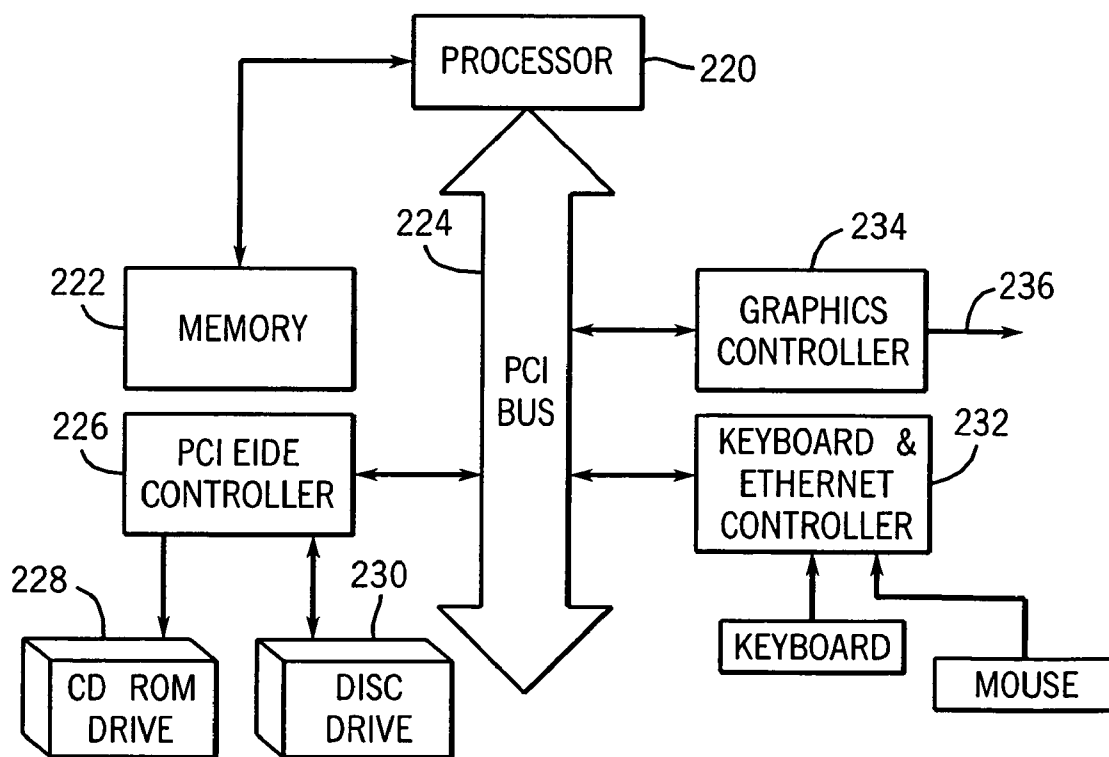 PROCESSOR
220
224
234
222
MEMORY
GRAPHICS
CONTROLLER
236
PCI
BUS
226
PCI EIDE
CONTROLLER
KEYBOARD &
ETHERNET
CONTROLLER
232
228
230
CD ROM
DRIVE
DISC
DRIVE
KEYBOARD
MOUSE